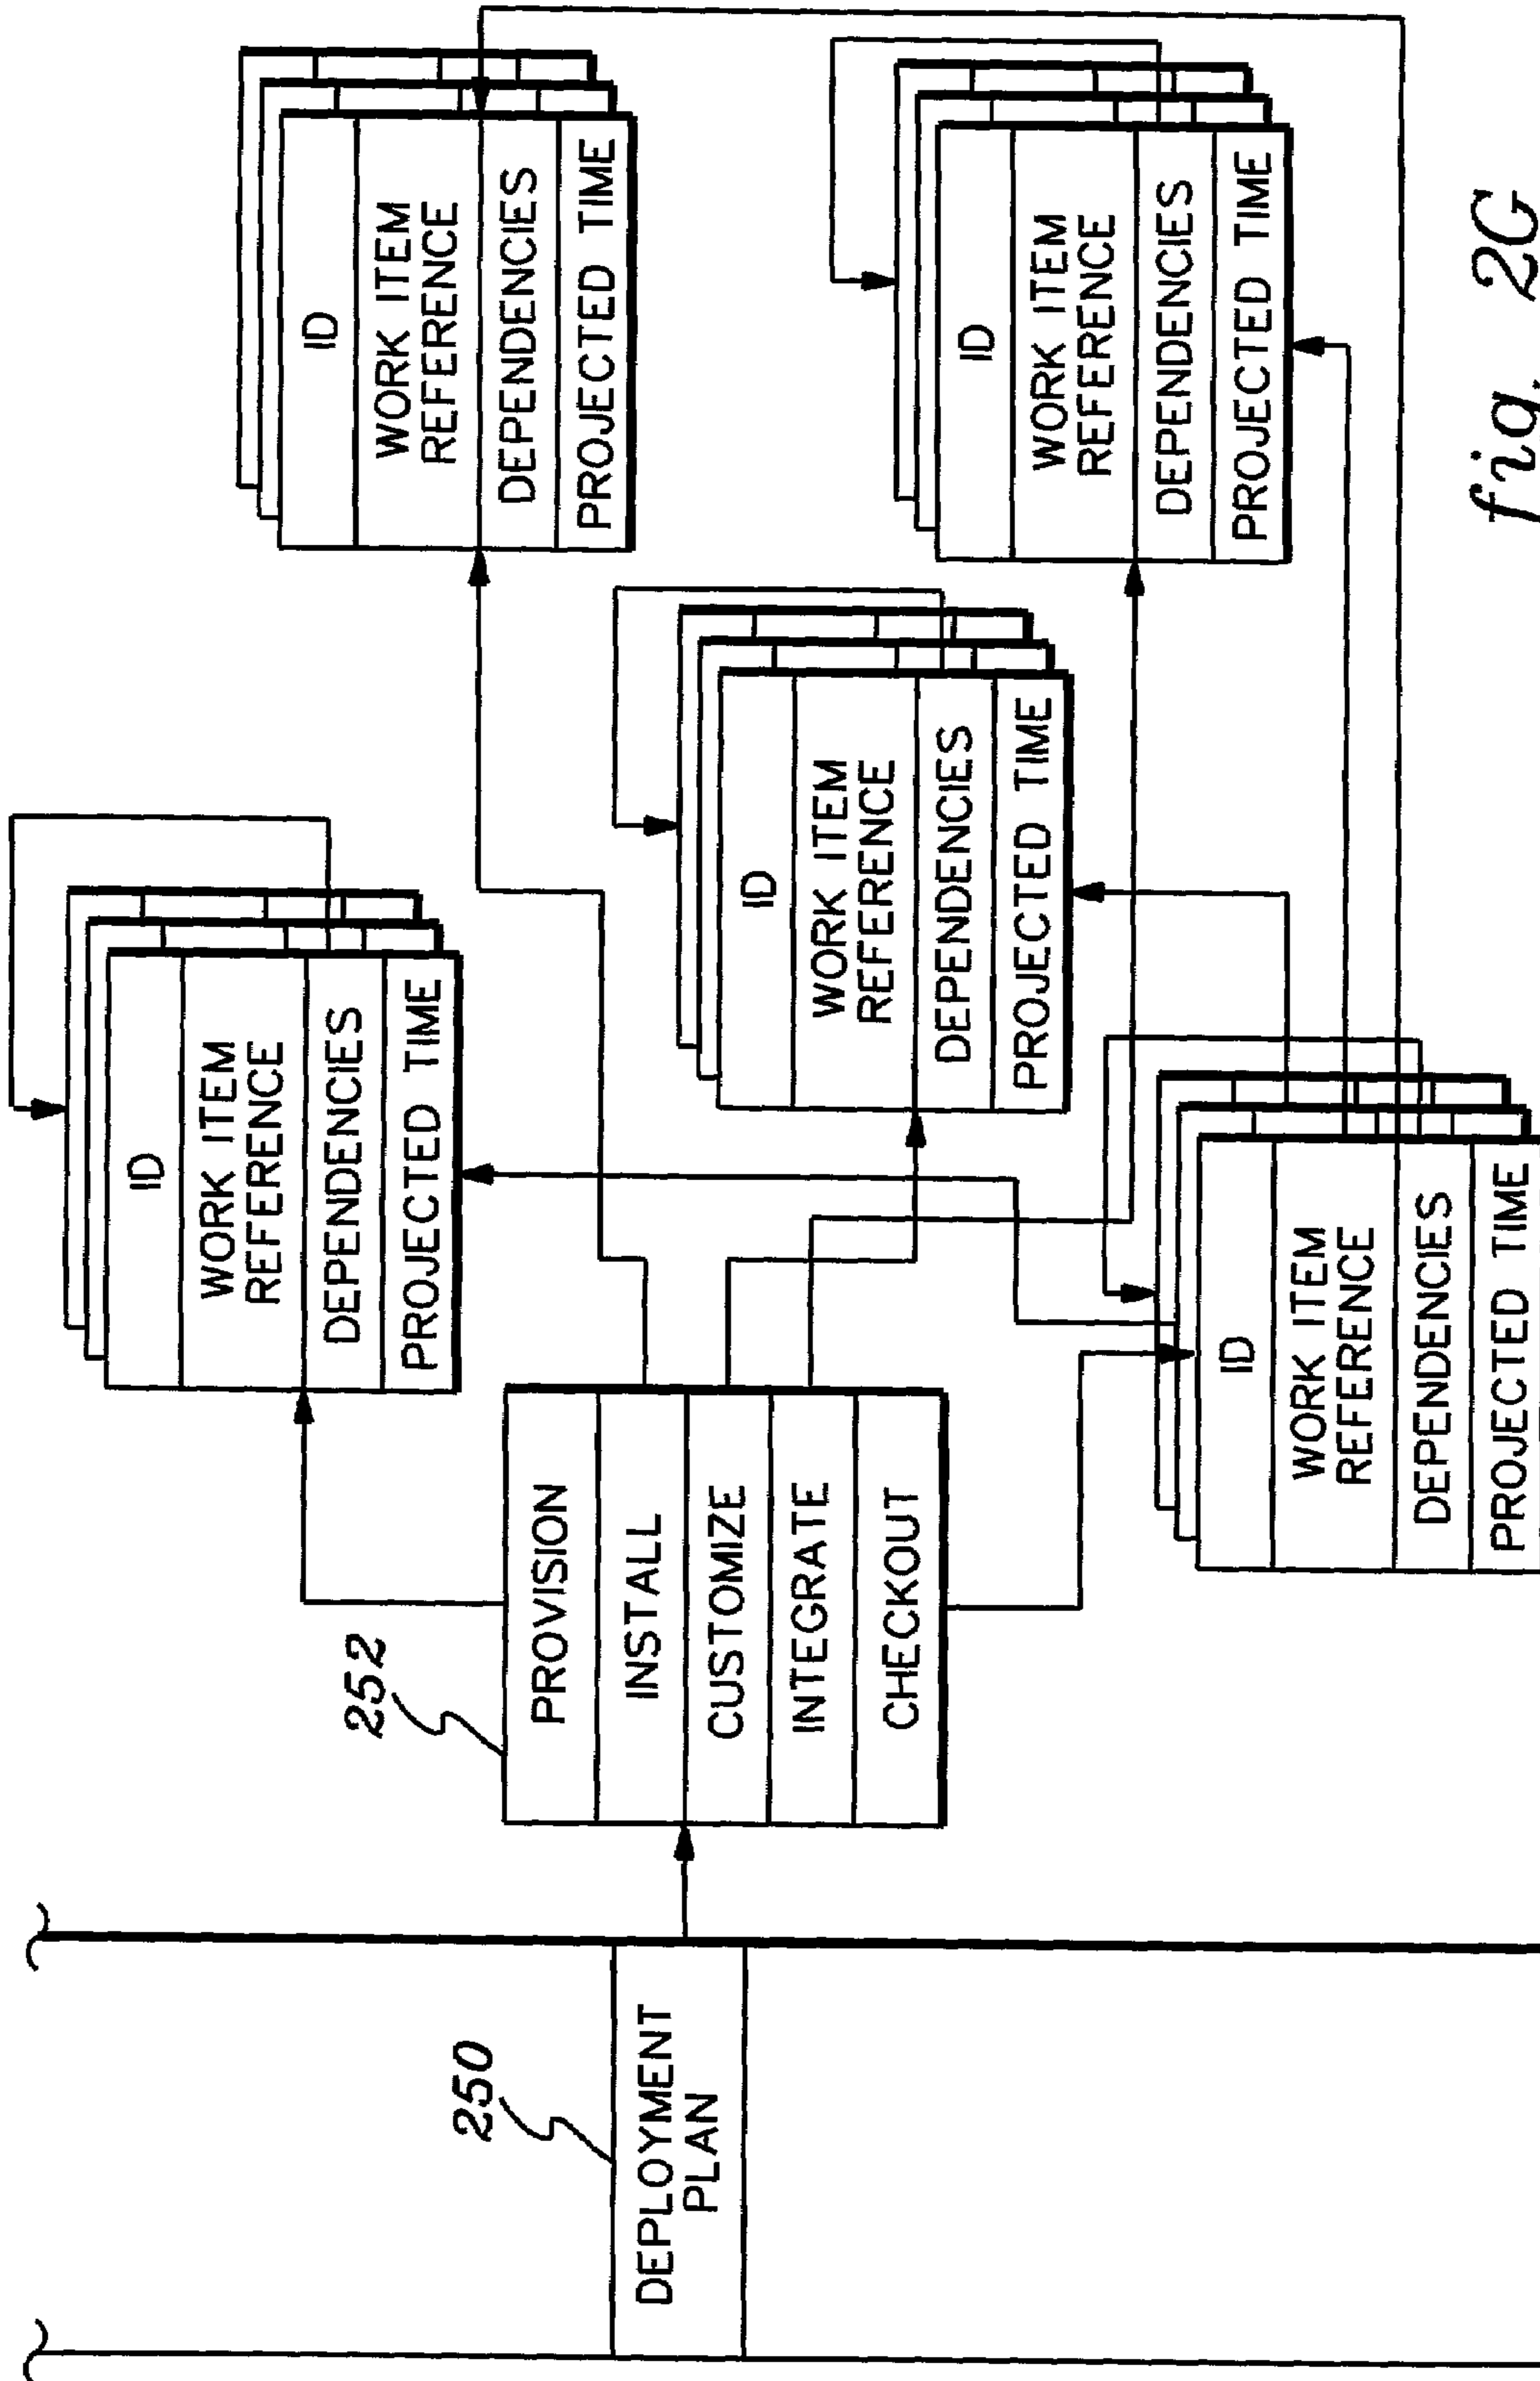 250
DEPLOYMENT
PLAN
252
PROVISION
INSTALL
CUSTOMIZE
INTEGRATE
CHECKOUT
ID
WORK ITEM
REFERENCE
DEPENDENCIES
PROJECTED TIME
ID
WORK ITEM
REFERENCE
DEPENDENCIES
PROJECTED TIME
ID
WORK ITEM
REFERENCE
DEPENDENCIES
PROJECTED TIME
ID
WORK ITEM
REFERENCE
DEPENDENCIES
PROJECTED TIME
ID
WORK ITEM
REFERENCE
DEPENDENCIES
PROJECTED TIME
fig. 2G